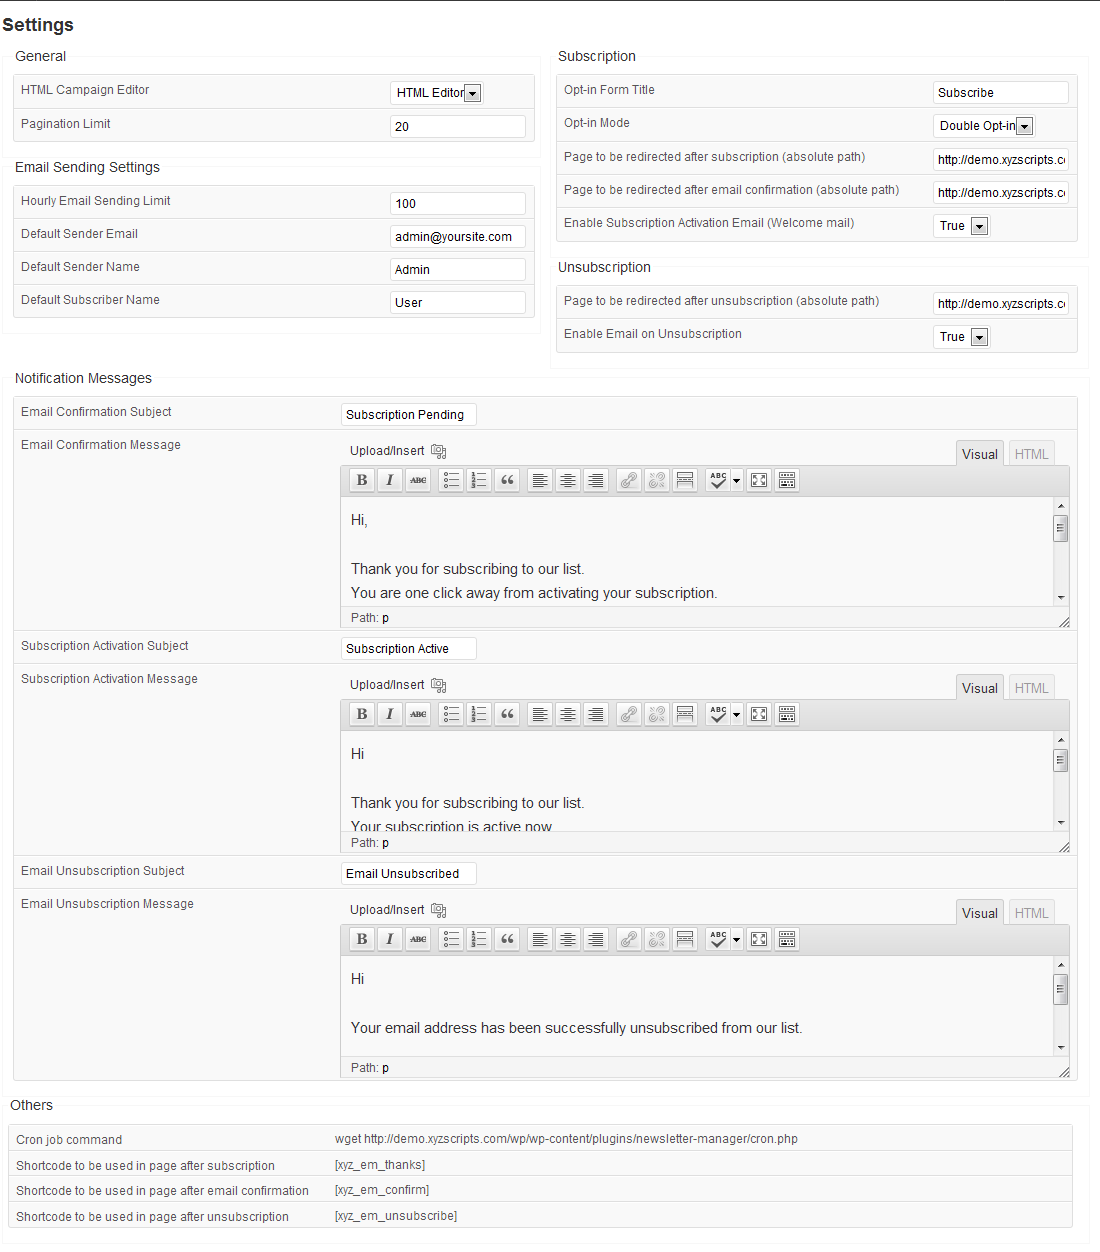 Settings
General
HTML Campaign Editor HTML Editor
Pagination Limit 20
Email Sending Settings
Hourly Email Sending Limit 100
Default Sender Email admin@yoursite.com
Default Sender Name Admin
Default Subscriber Name User
Subscription
Opt-in Form Title Subscribe
Opt-in Mode Double Opt-in
Page to be redirected after subscription (absolute path) http://demo.xyzscripts.c
Page to be redirected after email confirmation (absolute path) http://demo.xyzscripts.c
Enable Subscription Activation Email (Welcome mail) True
Unsubscription
Page to be redirected after unsubscription (absolute path) http://demo.xyzscripts.c
Enable Email on Unsubscription True
Notification Messages
Email Confirmation Subject Subscription Pending
Email Confirmation Message Upload/Insert Visual HTML
B I ABC ABC
Hi,
Thank you for subscribing to our list.
You are one click away from activating your subscription.
Path: p
Subscription Activation Subject Subscription Active
Subscription Activation Message Upload/Insert Visual HTML
B I ABC ABC
Hi
Thank you for subscribing to our list.
Your subscription is active now
Path: p
Email Unsubscription Subject Email Unsubscribed
Email Unsubscription Message Upload/Insert Visual HTML
B I ABC ABC
Hi
Your email address has been successfully unsubscribed from our list.
Path: p
Others
Cron job command wget http://demo.xyzscripts.com/wp/wp-content/plugins/newsletter-manager/cron.php
Shortcode to be used in page after subscription [xyz_em_thanks]
Shortcode to be used in page after email confirmation [xyz_em_confirm]
Shortcode to be used in page after unsubscription [xyz_em_unsubscribe]